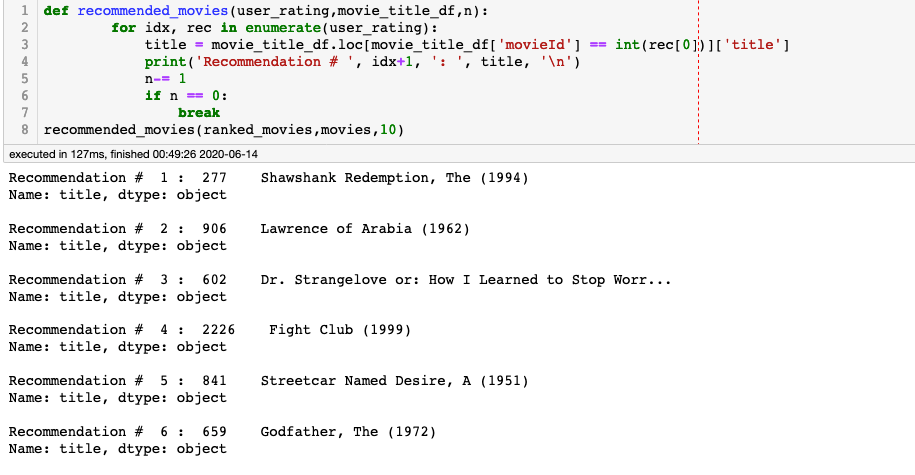 1 def recommended_movies(user_rating,movie_title_df,n):
2 for idx, rec in enumerate(user_rating):
3 title = movie_title_df.loc[movie_title_df['movieId'] == int(rec[0])]['title']
4 print('Recommendation # ', idx+1, ': ', title, '\n')
5 n-= 1
6 if n == 0:
7 break
8 recommended_movies(ranked_movies,movies,10)
executed in 127ms, finished 00:49:26 2020-06-14
Recommendation #  1 :  277    Shawshank Redemption, The (1994)
Name: title, dtype: object
Recommendation #  2 :  906    Lawrence of Arabia (1962)
Name: title, dtype: object
Recommendation #  3 :  602    Dr. Strangelove or: How I Learned to Stop Worr...
Name: title, dtype: object
Recommendation #  4 :  2226    Fight Club (1999)
Name: title, dtype: object
Recommendation #  5 :  841    Streetcar Named Desire, A (1951)
Name: title, dtype: object
Recommendation #  6 :  659    Godfather, The (1972)
Name: title, dtype: object